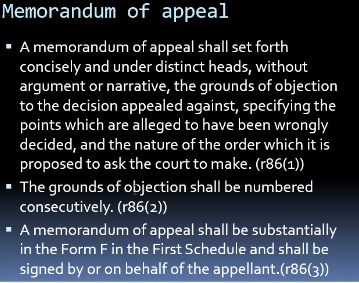 Memorandum of appeal
▪ A memorandum of appeal shall set forth
concisely and under distinct heads, without
argument or narrative, the grounds of objection
to the decision appealed against, specifying the
points which are alleged to have been wrongly
decided, and the nature of the order which it is
proposed to ask the court to make. (r86(1))
▪ The grounds of objection shall be numbered
consecutively. (r86(2))
▪ A memorandum of appeal shall be substantially
in the Form F in the First Schedule and shall be
signed by or on behalf of the appellant.(r86(3))